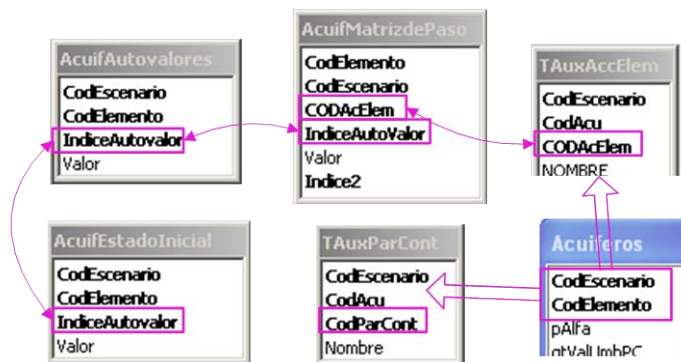 AcuifAutovalores
CodEscenario
CodElemento
IndiceAutovalor
Valor
AcuifMatrizdePaso
CodElemento
CodEscenario
CODAcElem
IndiceAutoValor
Valor
Indice2
TAuxAccElem
CodEscenario
CodAcu
CODAcElem
NOMBRE
AcuifEstadoInicial
CodEscenario
CodElemento
IndiceAutovalor
Valor
TAuxParCont
CodEscenario
CodAcu
CodParCont
Nombre
Acuiferos
CodEscenario
CodElemento
pAlfa
qtValUmbPC